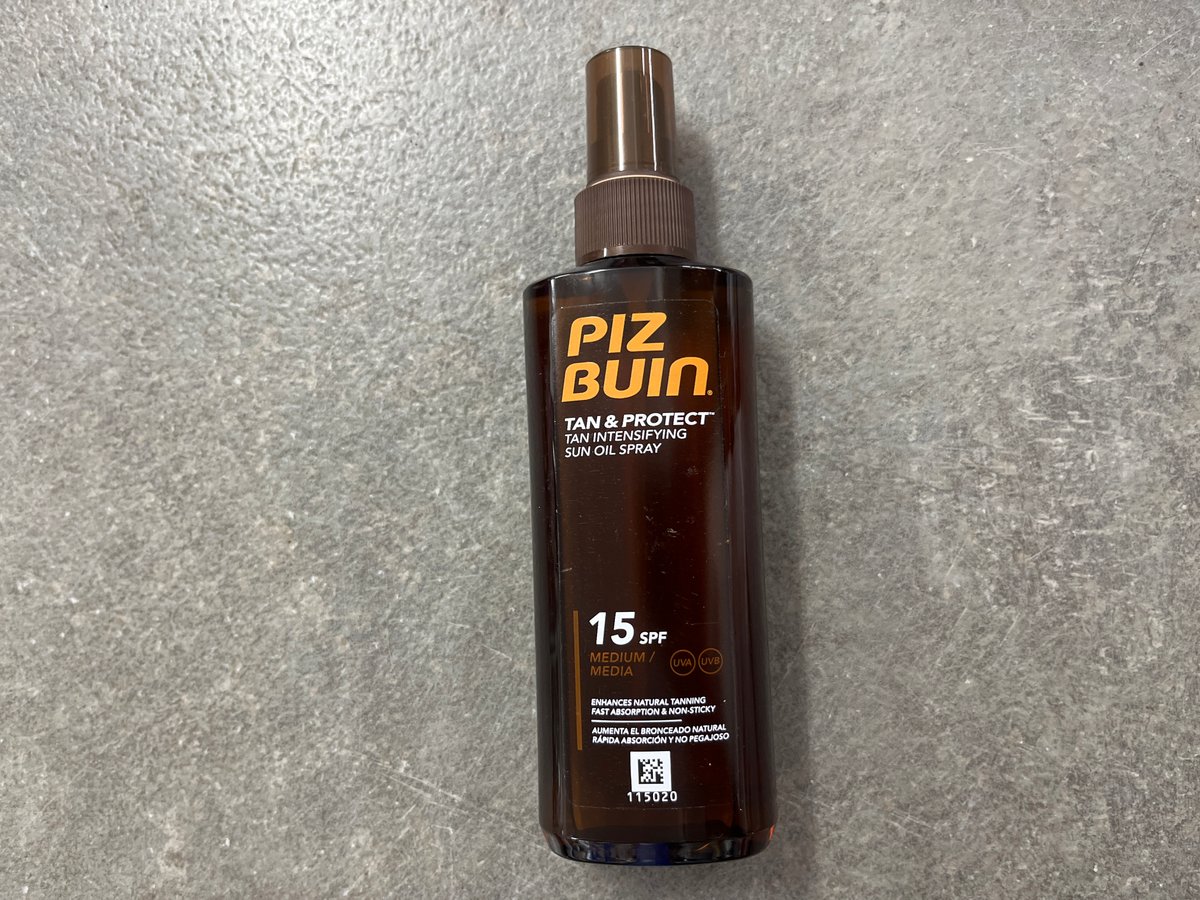 PIZ
BUIN®
TAN & PROTECT™
TAN INTENSIFYING
SUN OIL SPRAY
15 SPF
MEDIUM /
MEDIA
UVA UVB
ENHANCES NATURAL TANNING
FAST ABSORPTION & NON-STICKY
AUMENTA EL BRONCEADO NATURAL
RÁPIDA ABSORCIÓN Y NO PEGAJOSO
115020